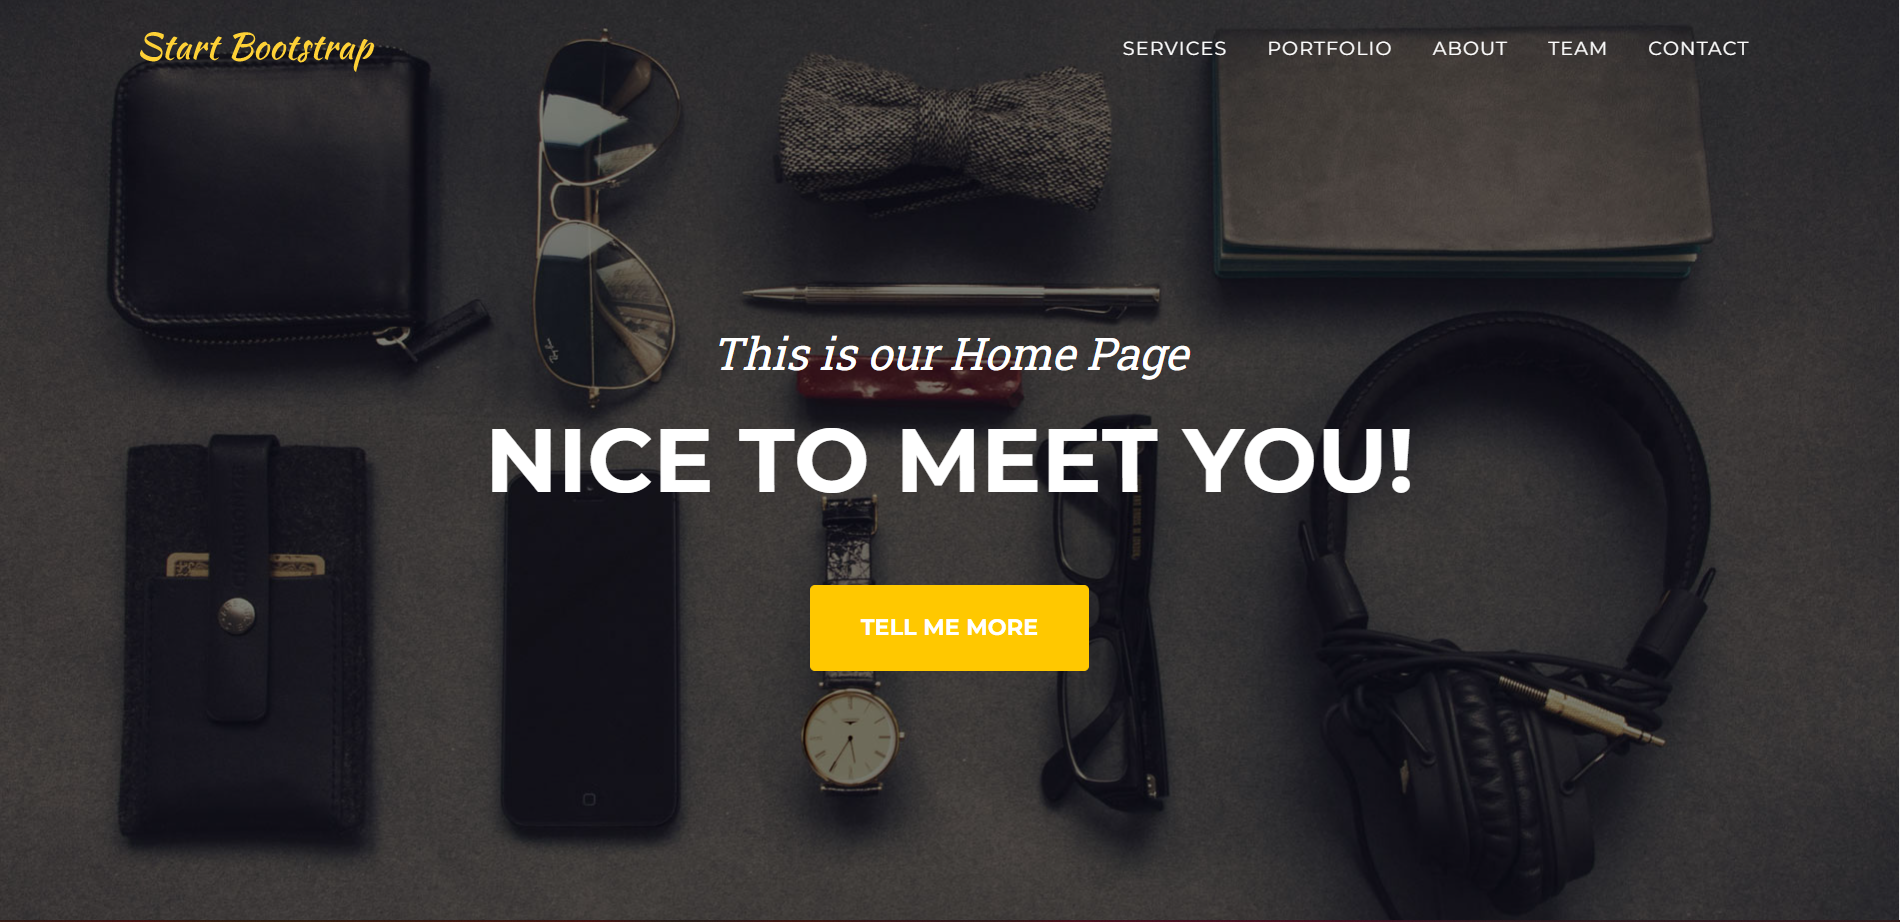 Start Bootstrap
SERVICES PORTFOLIO ABOUT TEAM CONTACT
This is our Home Page
NICE TO MEET YOU!
TELL ME MORE